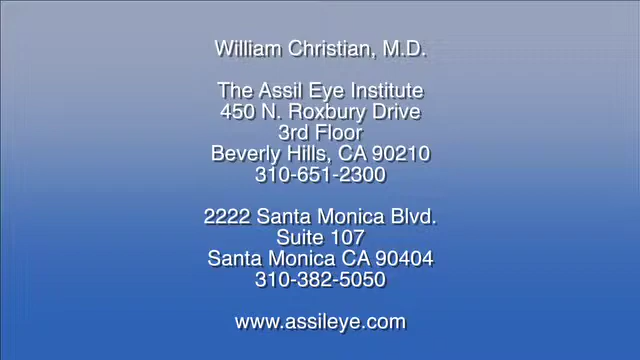 William Christian, M.D.
The Assil Eye Institute
450 N. Roxbury Drive
3rd Floor
Beverly Hills, CA 90210
310-651-2300
2222 Santa Monica Blvd.
Suite 107
Santa Monica CA 90404
310-382-5050
www.assileye.com